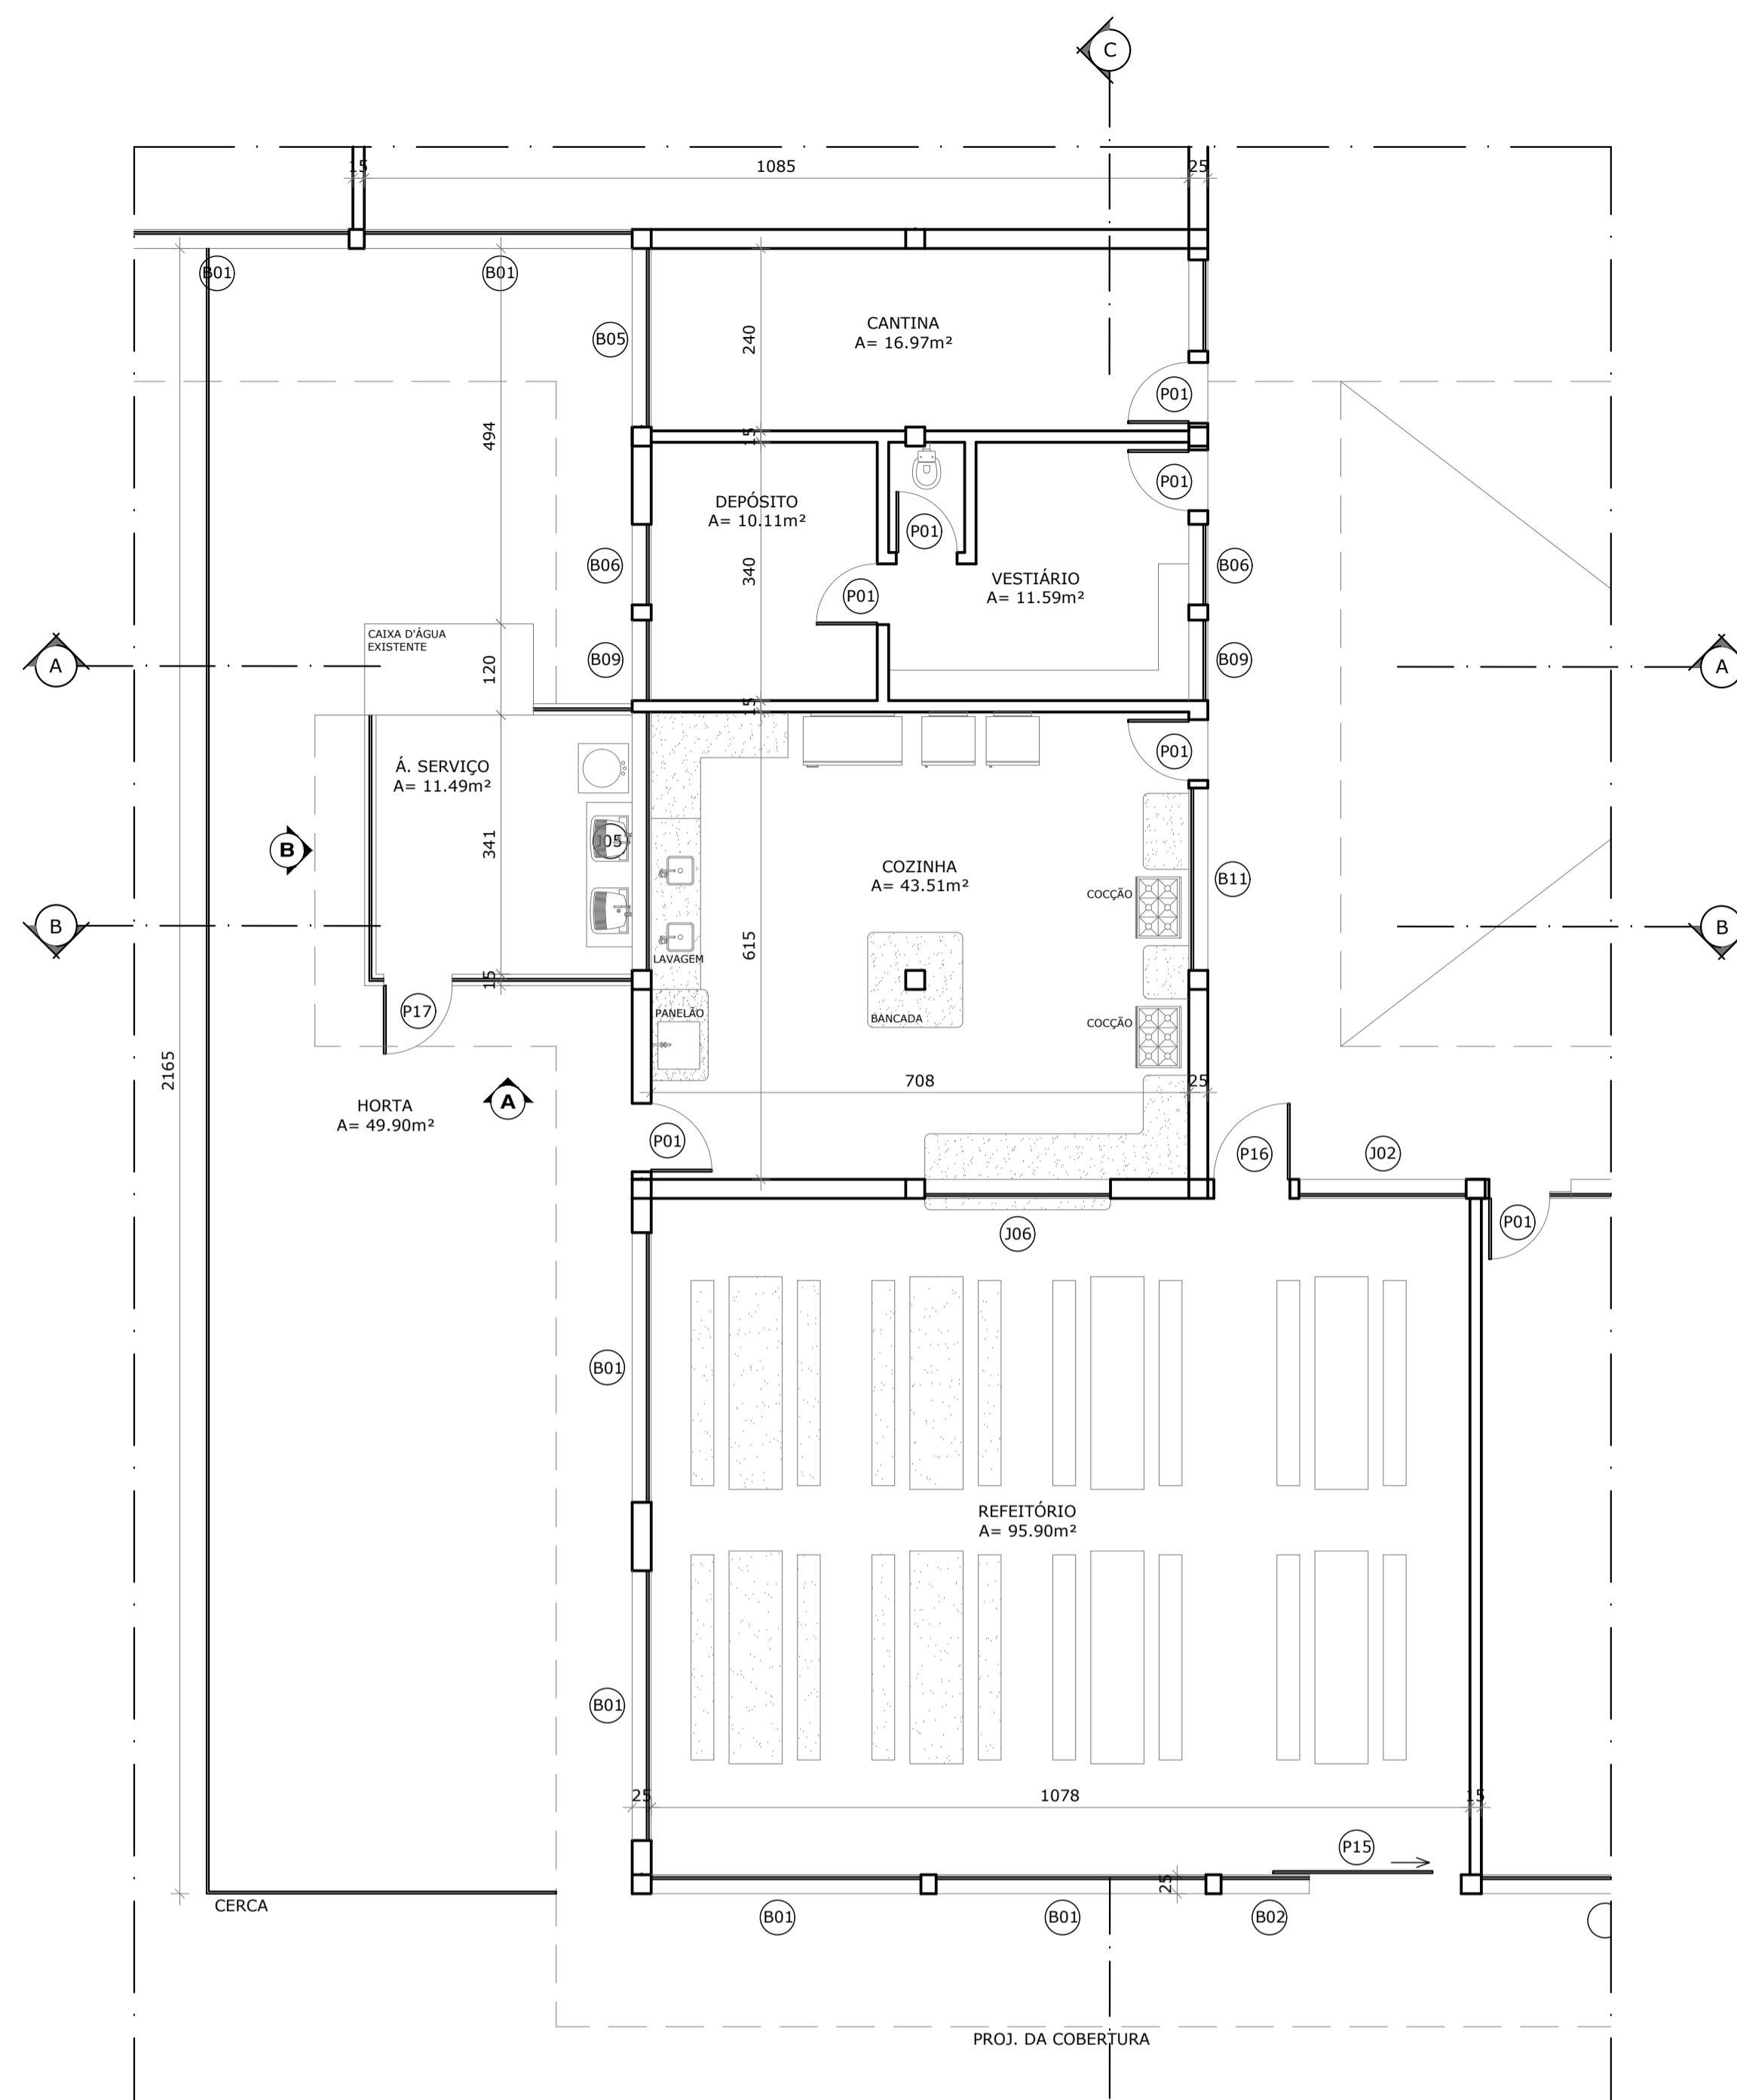 C
15
1085
25
B01
B01
B05
240
CANTINA
A= 16.97m²
P01
494
15
P01
DEPÓSITO
A= 10.11m²
P01
B06
340
VESTIÁRIO
A= 11.59m²
B06
P01
CAIXA D'ÁGUA
EXISTENTE
A
120
B09
B09
A
15
P01
Á. SERVIÇO
A= 11.49m²
341
J05
B
COZINHA
A= 43.51m²
COCÇÃO
B11
B
615
LAVAGEM
B
15
P17
PANELÃO
BANCADA
COCÇÃO
2165
708
25
HORTA
A= 49.90m²
A
P01
P16
J02
P01
J06
B01
REFEITÓRIO
A= 95.90m²
B01
25
1078
15
P15
25
CERCA
B01
B01
B02
PROJ. DA COBERTURA